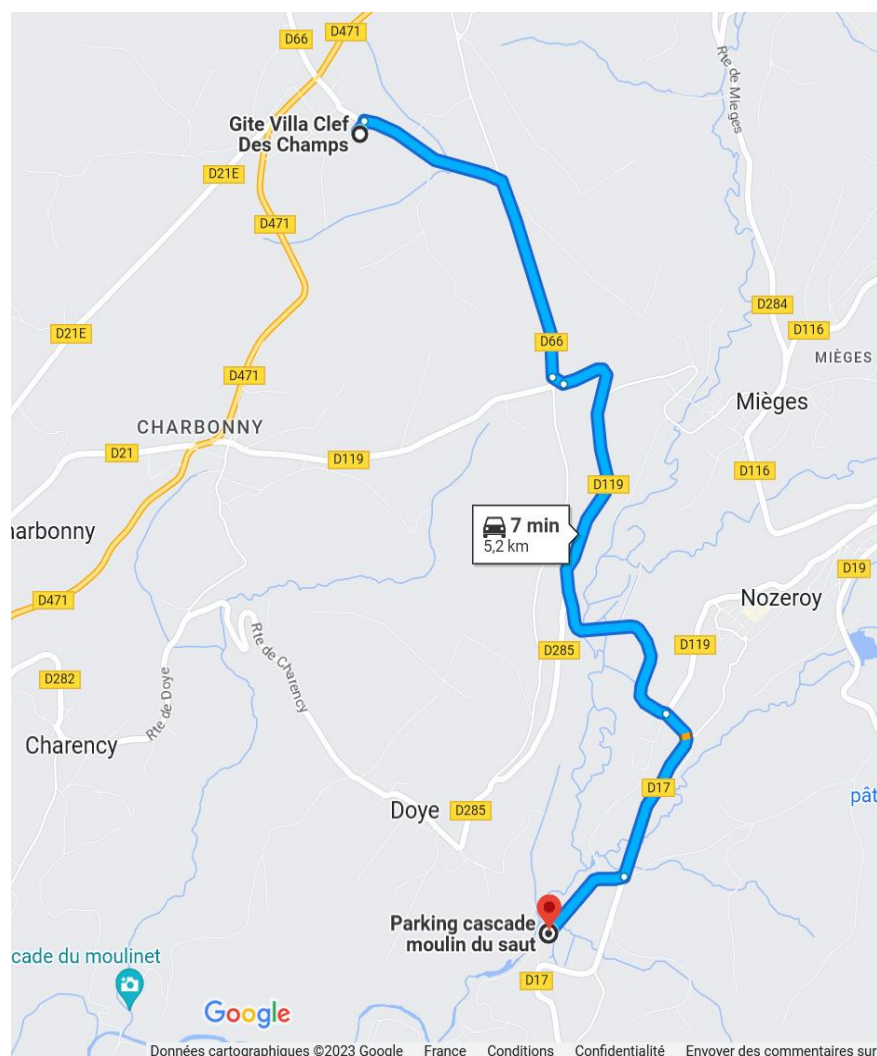 D66
D471
Rte de Mieges
Gite Villa Clef
Des Champs
D21E
D471
D284
D21E
D66
D116
MIÈGES
D471
Mièges
CHARBONNY
D21
D119
D116
D119
7 min
5,2 km
harbonny
D19
D471
Nozeroy
Rte de Charency
D285
D119
Rte de Doye
D282
Charency
D17
pât
Doye
D285
Parking cascade
moulin du saut
cade du moulinet
D17
Google
Données cartographiques ©2023 Google France Conditions Confidentialité Envoyer des commentaires sur